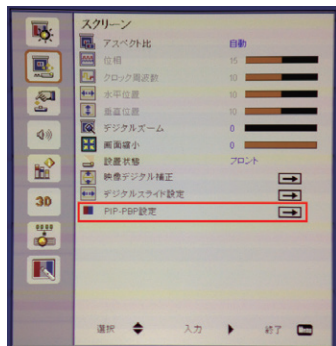 スクリーン
アスペクト比 自動
位相 15
クロック周波数 10
水平位置 10
垂直位置 10
デジタルズーム 0
画面縮小 0
設置状態 フロント
映像デジタル補正
デジタルスライド設定
PIP-PBP設定
3D
選択 入力 終了 Menu